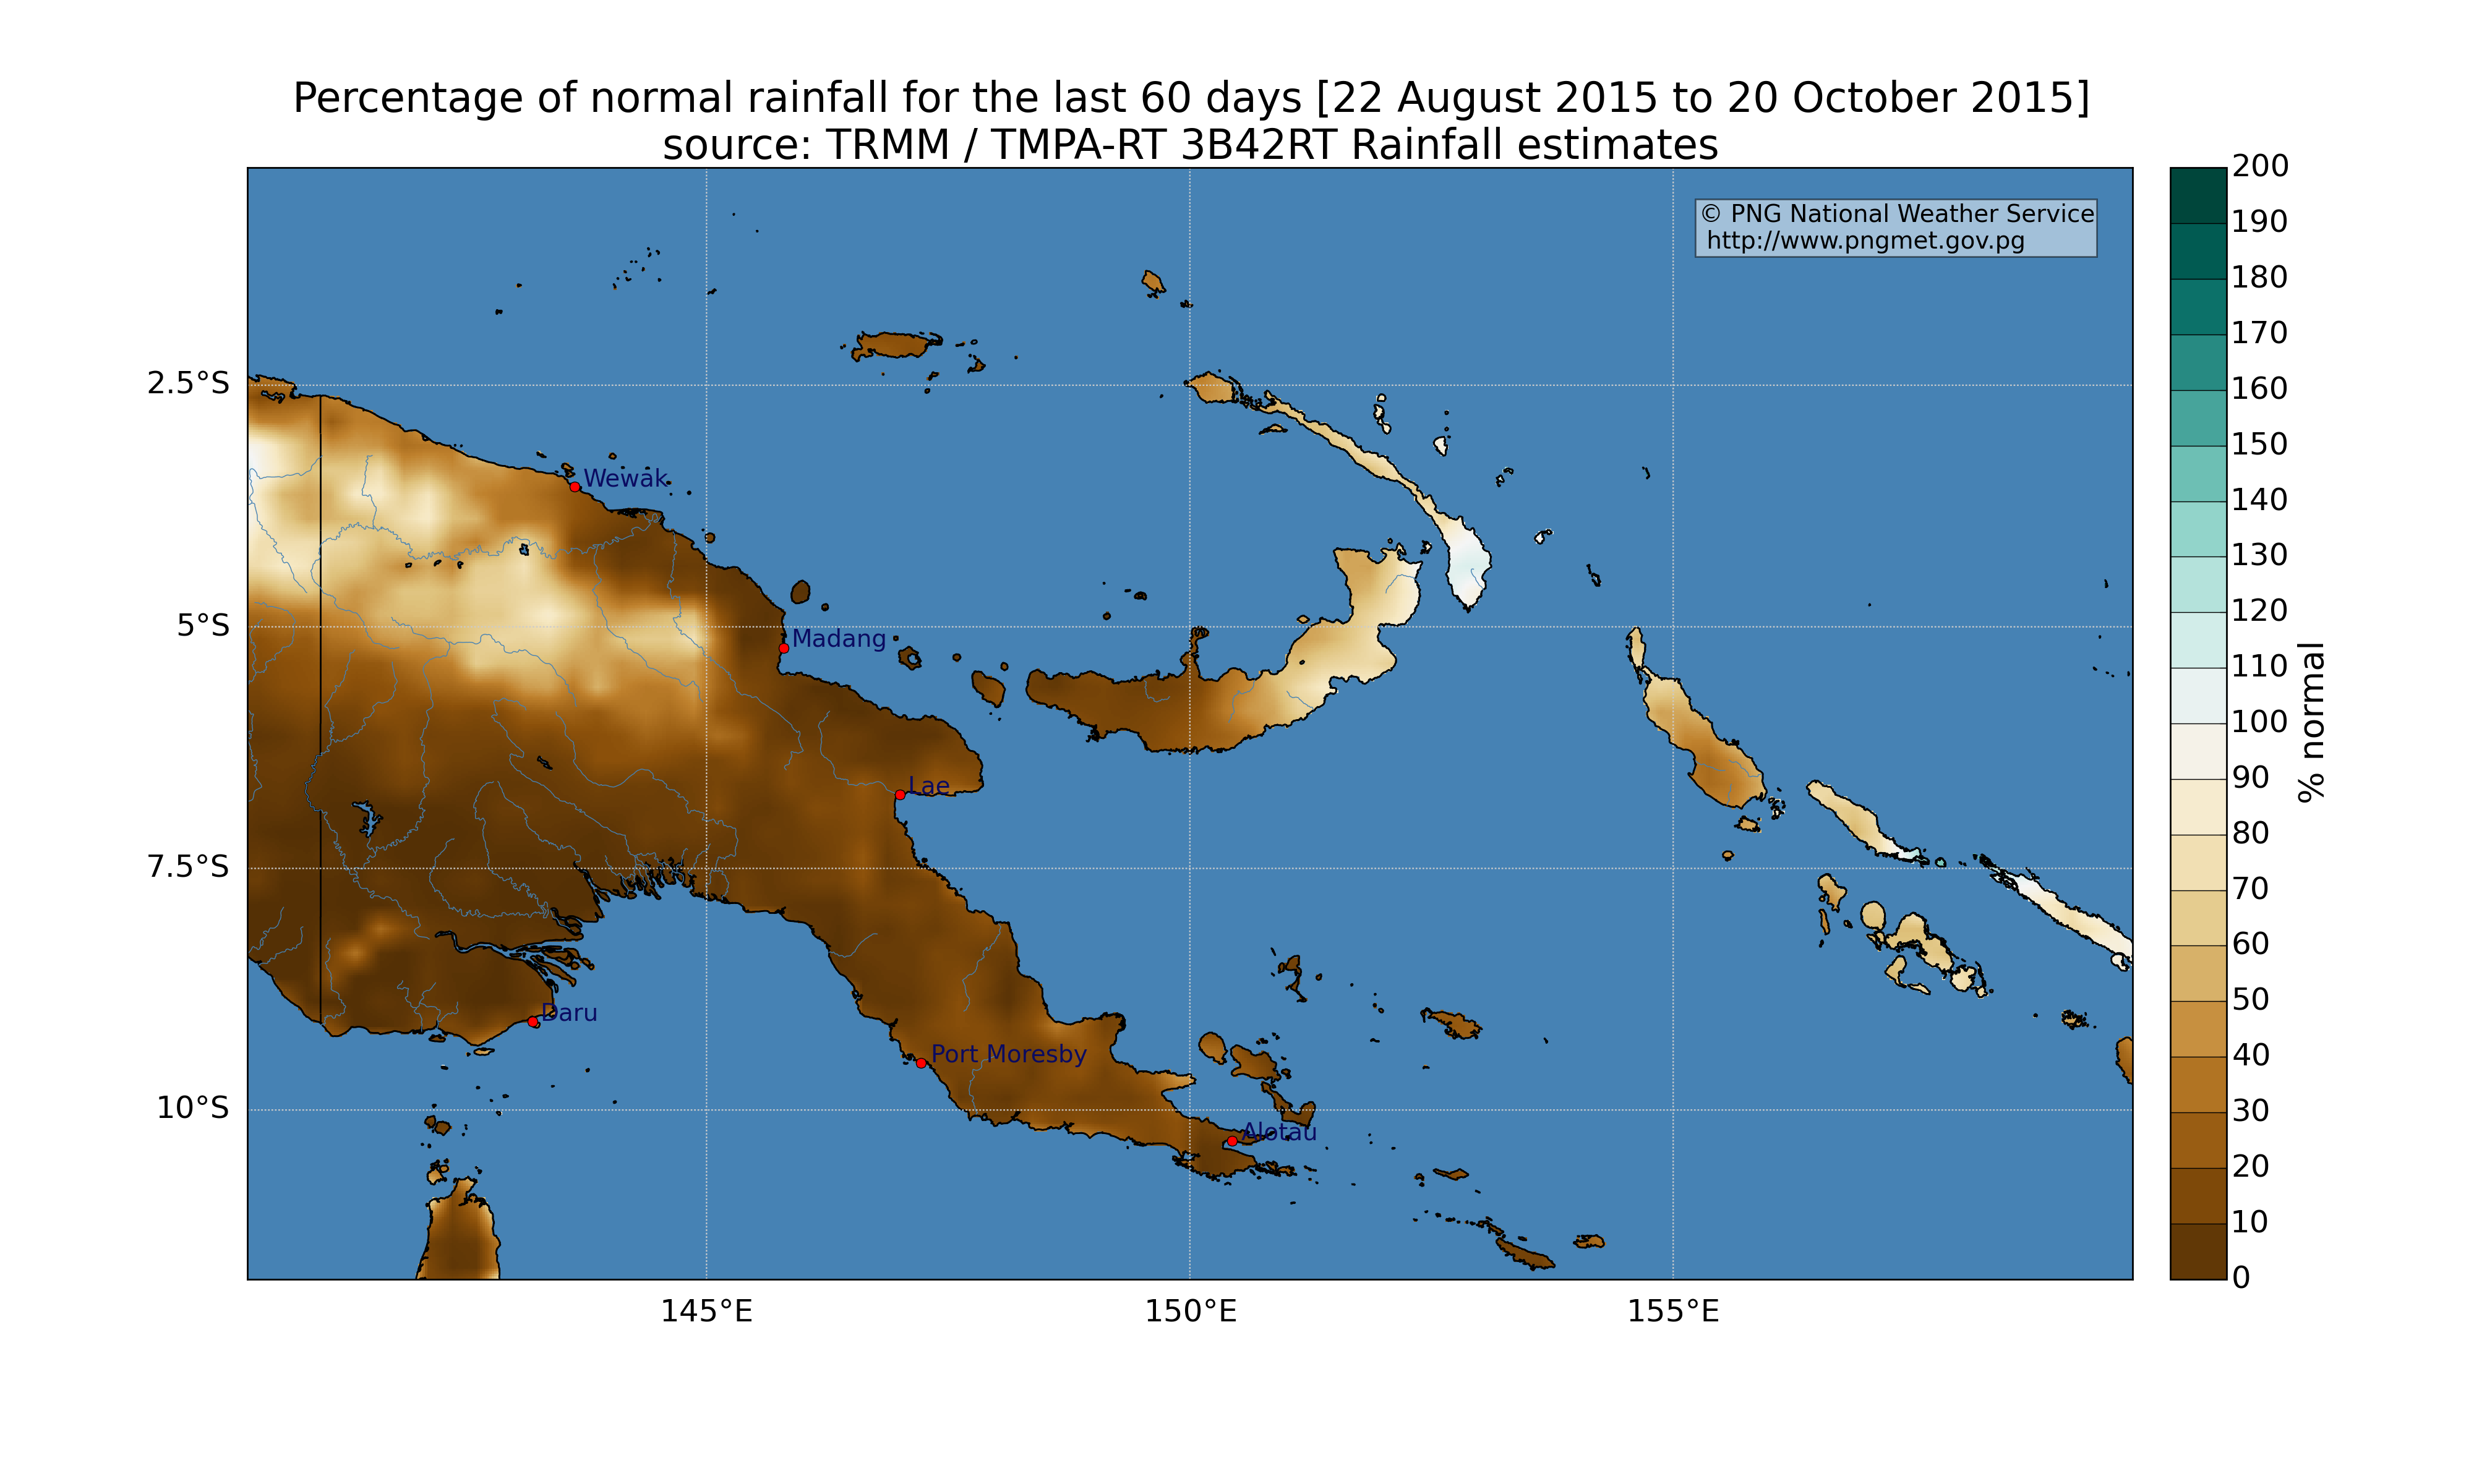 Percentage of normal rainfall for the last 60 days [22 August 2015 to 20 October 2015]
source: TRMM / TMPA-RT 3B42RT Rainfall estimates
© PNG National Weather Service
http://www.pngmet.gov.pg
2.5°S
5°S
7.5°S
10°S
Wewak
Madang
Lae
Daru
Port Moresby
Alotau
145°E
150°E
155°E
200
190
180
170
160
150
140
130
120
110
100
90
80
70
60
50
40
30
20
10
0
% normal